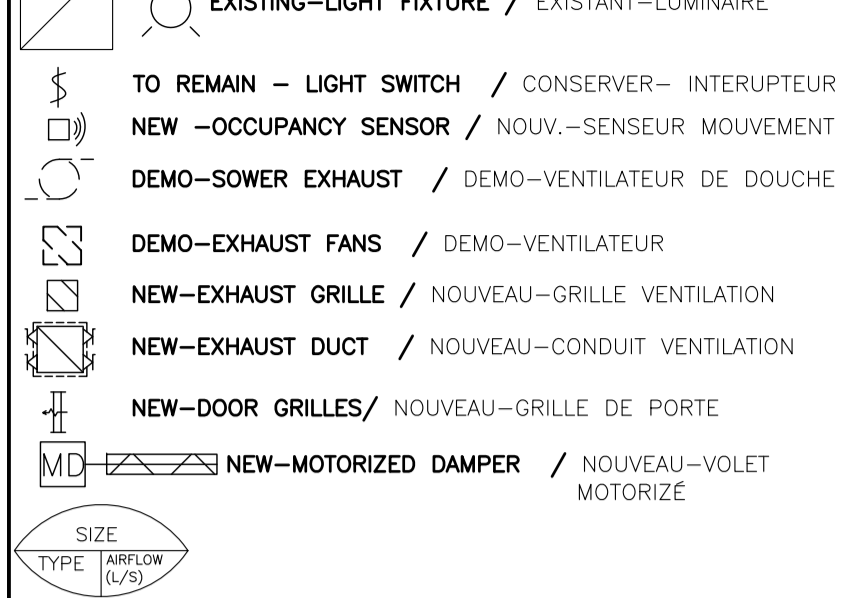 EXISTING–LIGHT FIXTURE / EXISTANT–LUMINAIRE
TO REMAIN – LIGHT SWITCH / CONSERVER– INTERUPTEUR
NEW –OCCUPANCY SENSOR / NOUV.–SENSEUR MOUVEMENT
DEMO–SOWER EXHAUST / DEMO–VENTILATEUR DE DOUCHE
DEMO–EXHAUST FANS / DEMO–VENTILATEUR
NEW–EXHAUST GRILLE / NOUVEAU–GRILLE VENTILATION
NEW–EXHAUST DUCT / NOUVEAU–CONDUIT VENTILATION
NEW–DOOR GRILLES/ NOUVEAU–GRILLE DE PORTE
MD NEW–MOTORIZED DAMPER / NOUVEAU–VOLET
MOTORIZÉ
SIZE
TYPE AIRFLOW
(L/S)